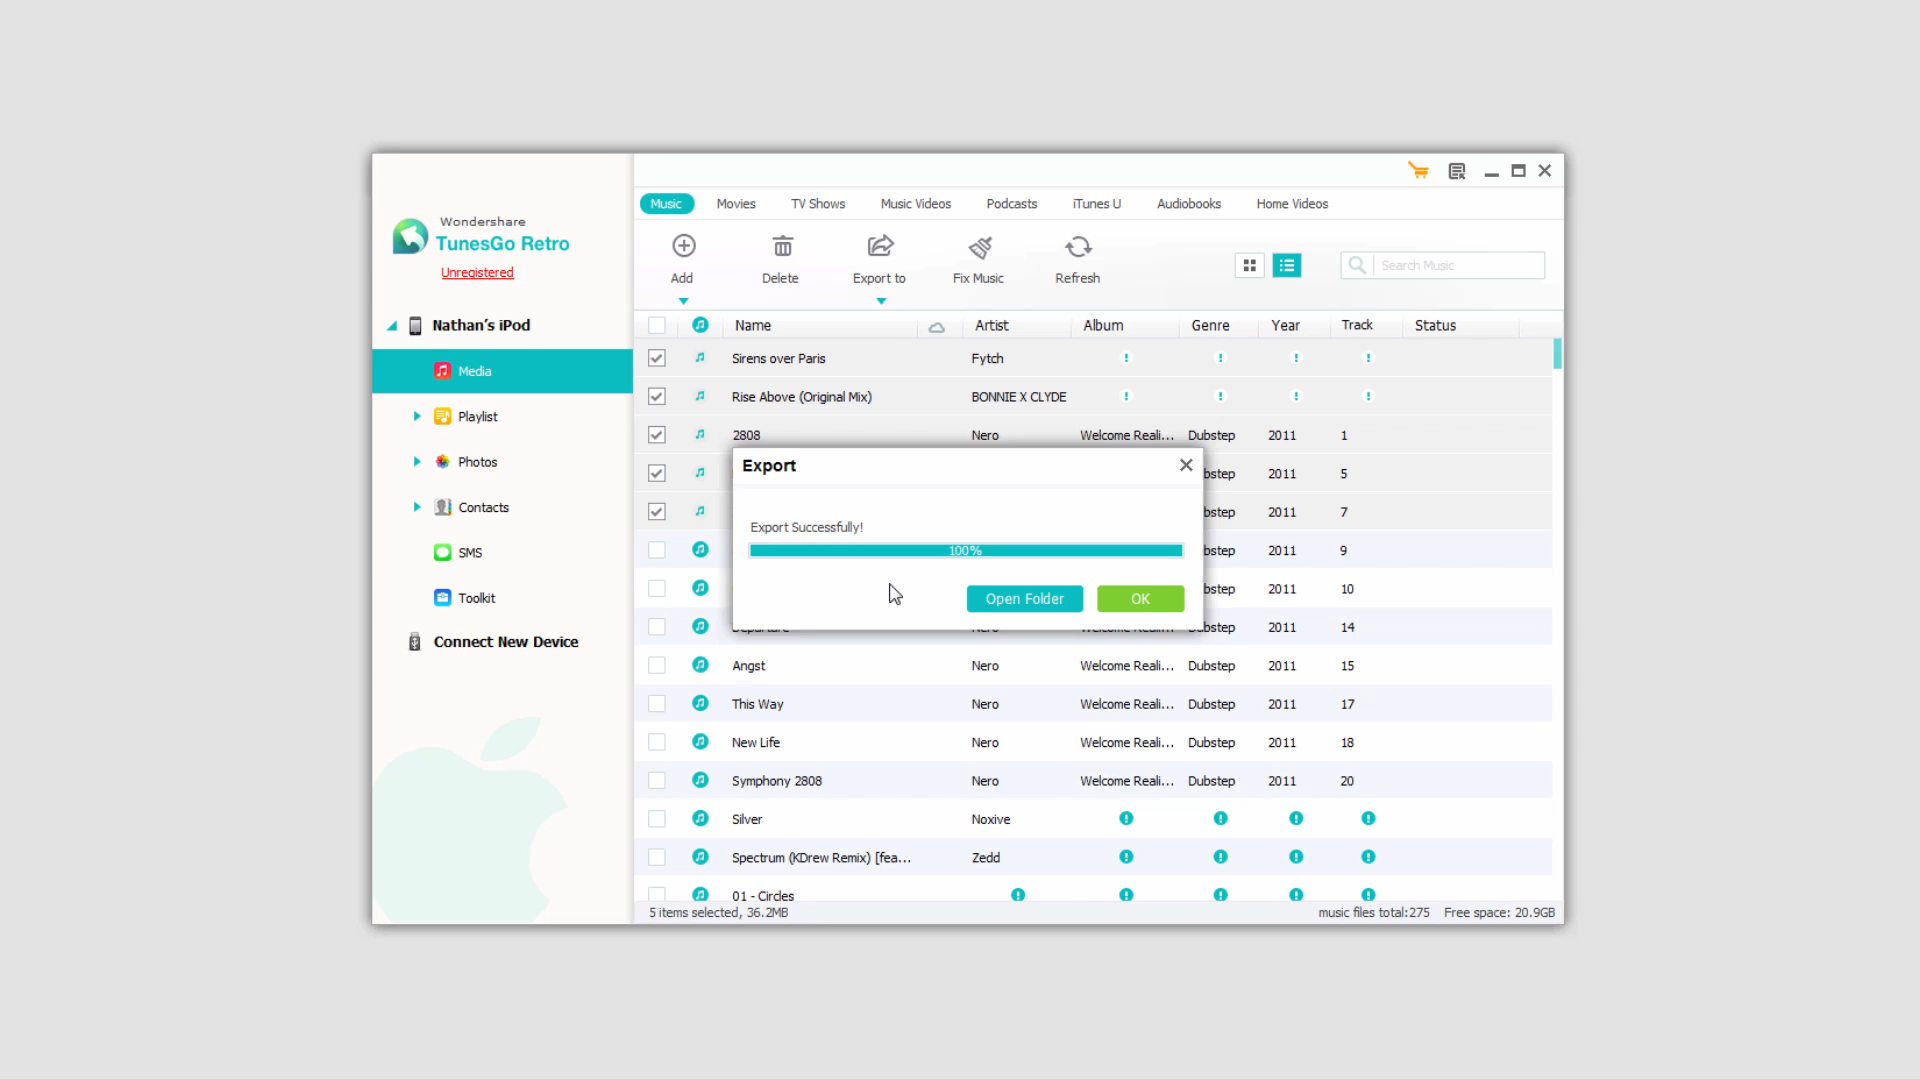 Wondershare
TunesGo Retro
Unregistered
Nathan's iPod
Media
Playlist
Photos
Contacts
SMS
Toolkit
Connect New Device
Music Movies TV Shows Music Videos Podcasts iTunes U Audiobooks Home Videos
Add Delete Export to Fix Music Refresh Search Music
Name Artist Album Genre Year Track Status
Sirens over Paris Fytch
Rise Above (Original Mix) BONNIE X CLYDE
2808 Nero Welcome Reali... Dubstep 2011 1
bstep 2011 5
bstep 2011 7
bstep 2011 9
bstep 2011 10
Departure Nero Welcome Reali... bstep 2011 14
Export
Export Successfully!
100%
Open Folder OK
Angst Nero Welcome Reali... Dubstep 2011 15
This Way Nero Welcome Reali... Dubstep 2011 17
New Life Nero Welcome Reali... Dubstep 2011 18
Symphony 2808 Nero Welcome Reali... Dubstep 2011 20
Silver Noxive
Spectrum (KDrew Remix) [fea... Zedd
01 - Circles
5 items selected, 36.2MB music files total:275 Free space: 20.9GB